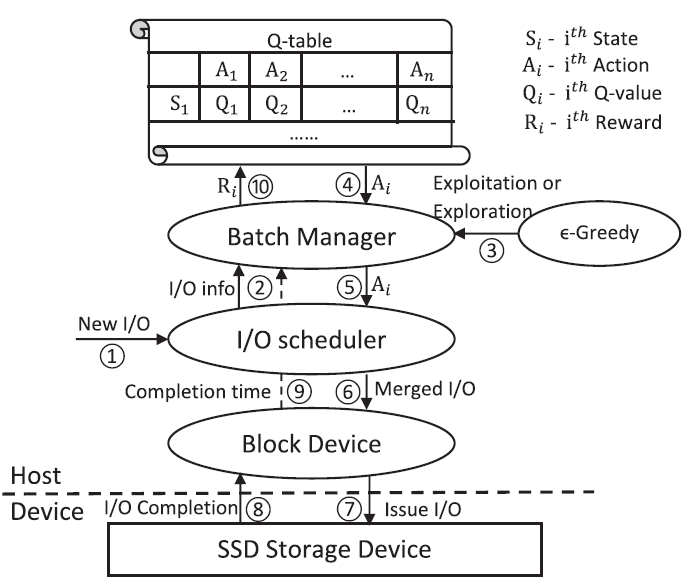 Q-table
A₁ A₂ ... Aₙ
S₁ Q₁ Q₂ ... Qₙ
......
Sᵢ - iᵗʰ State
Aᵢ - iᵗʰ Action
Qᵢ - iᵗʰ Q-value
Rᵢ - iᵗʰ Reward
Rᵢ ⑩ ④ Aᵢ
Exploitation or
Exploration
Batch Manager
ϵ-Greedy
③
I/O info ② ⑤ Aᵢ
New I/O
①
I/O scheduler
Completion time ⑨ ⑥ Merged I/O
Block Device
Host
Device
I/O Completion ⑧ ⑦ Issue I/O
SSD Storage Device